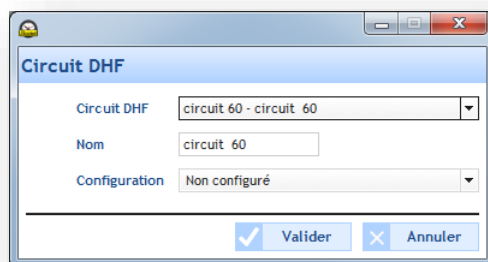 Circuit DHF
Circuit DHF circuit 60 - circuit  60
Nom circuit  60
Configuration Non configuré
Valider Annuler